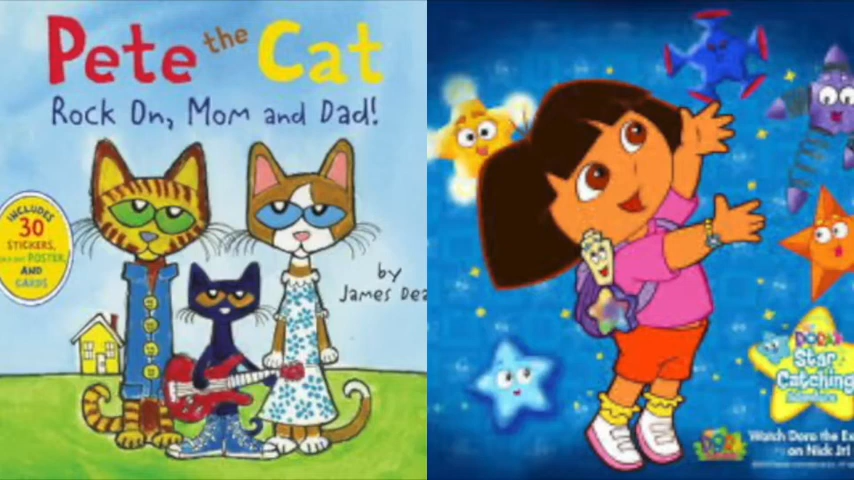 Pete the Cat
Rock On, Mom and Dad!
INCLUDES
30
STICKERS,
POSTER,
AND
CARDS
by
James Dea
DORA
Star
Catching
Watch Dora the Ex
on Nick Jr!